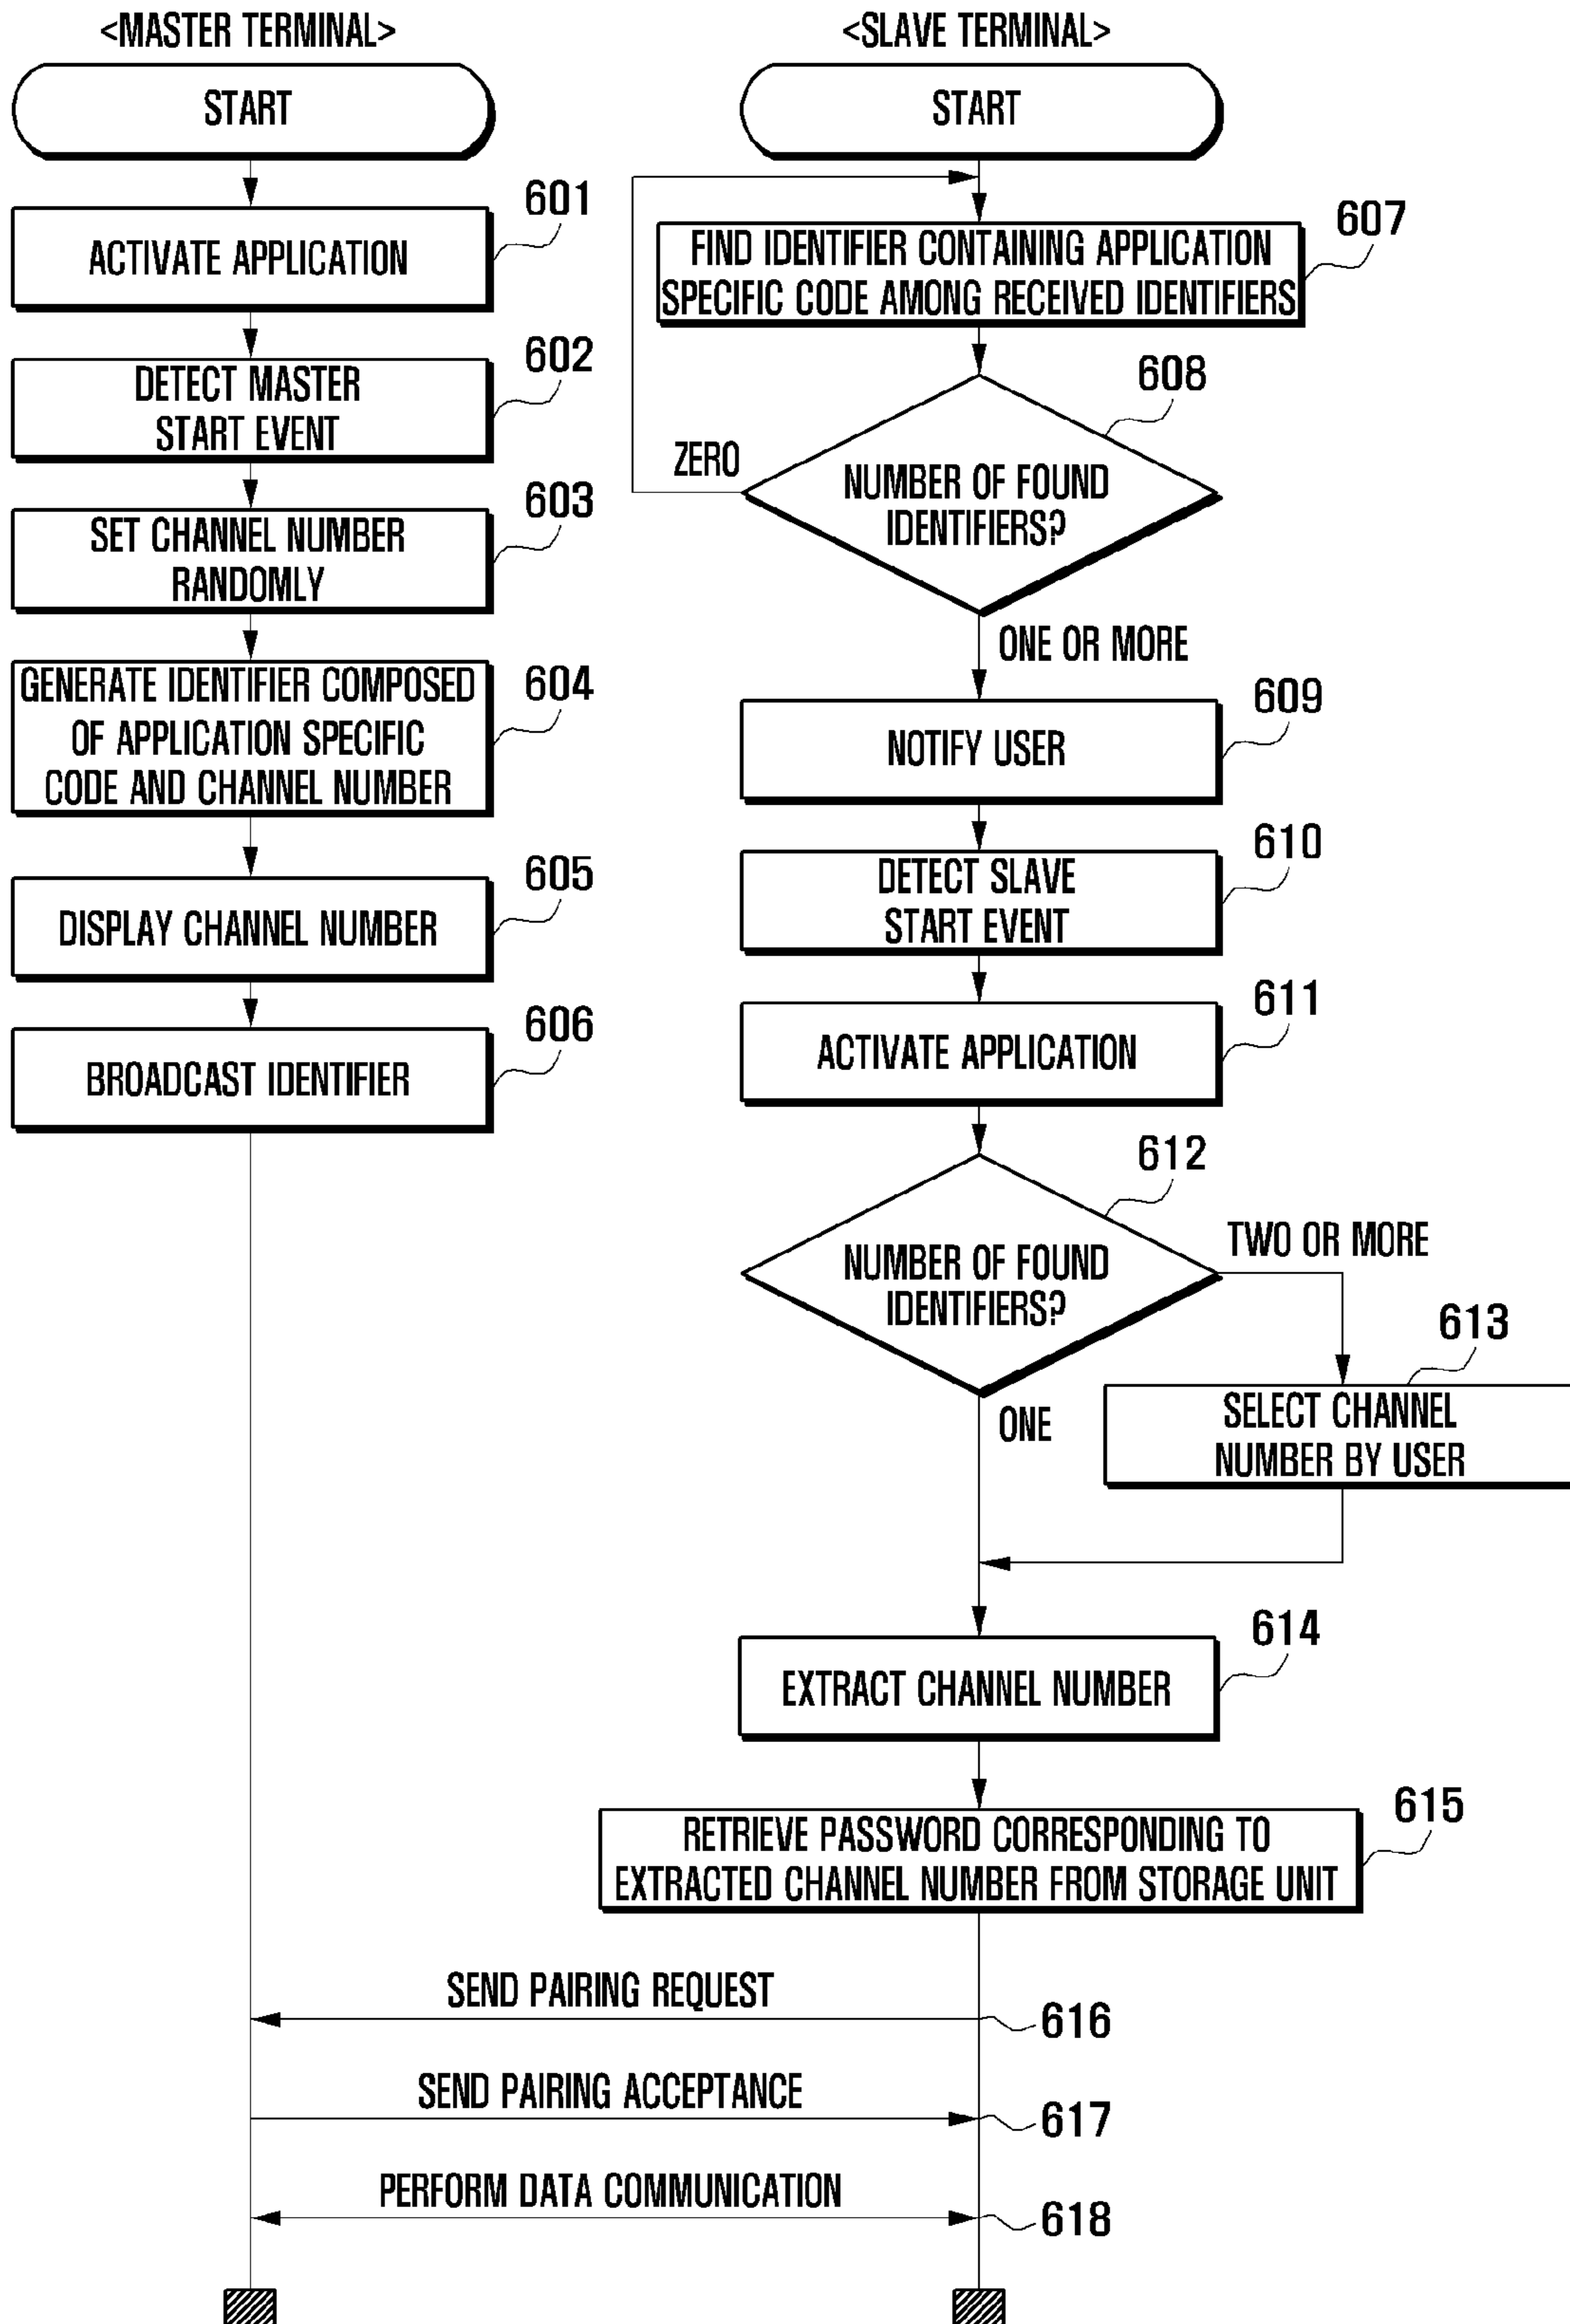 <MASTER TERMINAL>
START
601
ACTIVATE APPLICATION
602
DETECT MASTER
START EVENT
603
SET CHANNEL NUMBER
RANDOMLY
604
GENERATE IDENTIFIER COMPOSED
OF APPLICATION SPECIFIC
CODE AND CHANNEL NUMBER
605
DISPLAY CHANNEL NUMBER
606
BROADCAST IDENTIFIER
<SLAVE TERMINAL>
START
607
FIND IDENTIFIER CONTAINING APPLICATION
SPECIFIC CODE AMONG RECEIVED IDENTIFIERS
608
ZERO
NUMBER OF FOUND
IDENTIFIERS?
ONE OR MORE
609
NOTIFY USER
610
DETECT SLAVE
START EVENT
611
ACTIVATE APPLICATION
612
TWO OR MORE
NUMBER OF FOUND
IDENTIFIERS?
613
SELECT CHANNEL
NUMBER BY USER
ONE
614
EXTRACT CHANNEL NUMBER
615
RETRIEVE PASSWORD CORRESPONDING TO
EXTRACTED CHANNEL NUMBER FROM STORAGE UNIT
SEND PAIRING REQUEST
616
SEND PAIRING ACCEPTANCE
617
PERFORM DATA COMMUNICATION
618